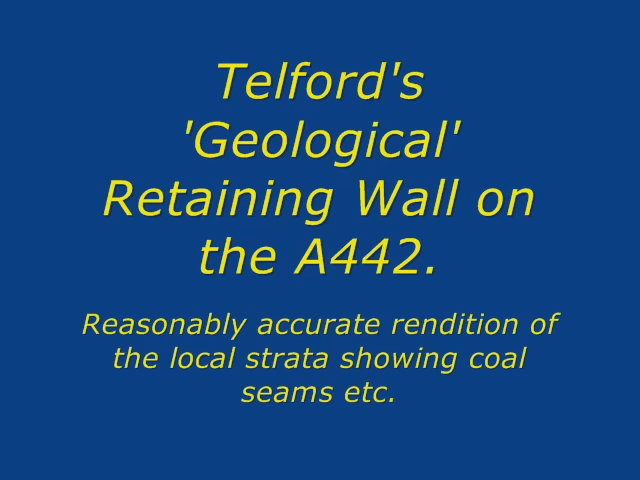 Telford's
'Geological'
Retaining Wall on
the A442.
Reasonably accurate rendition of
the local strata showing coal
seams etc.